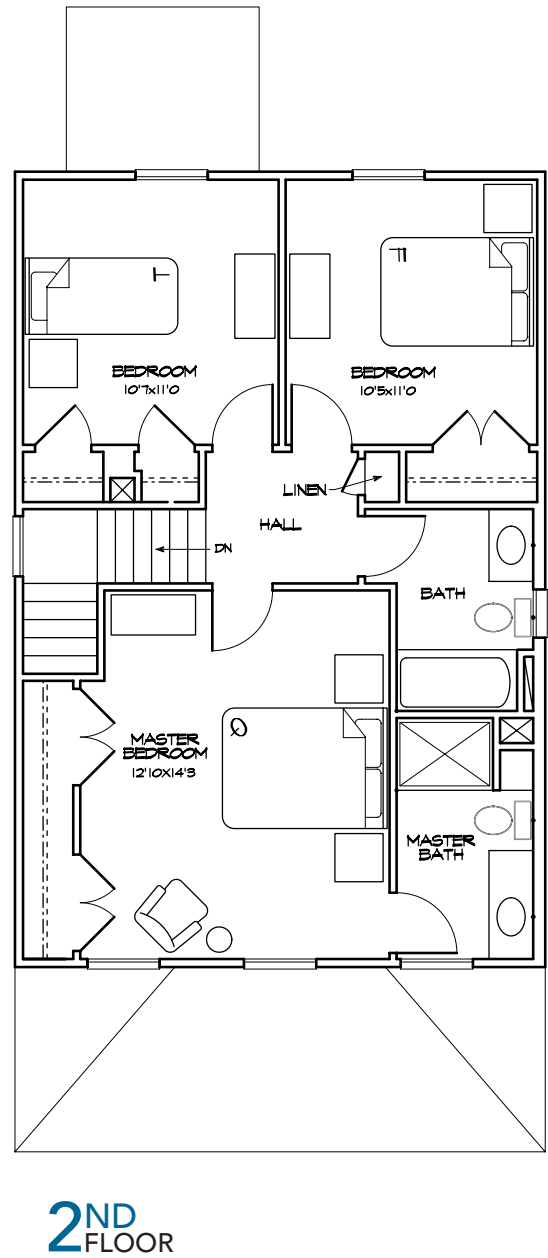 BEDROOM
10'7x11'0
BEDROOM
10'5x11'0
LINEN
HALL
DN
BATH
MASTER
BEDROOM
12'10X14'3
MASTER
BATH
2ND
FLOOR